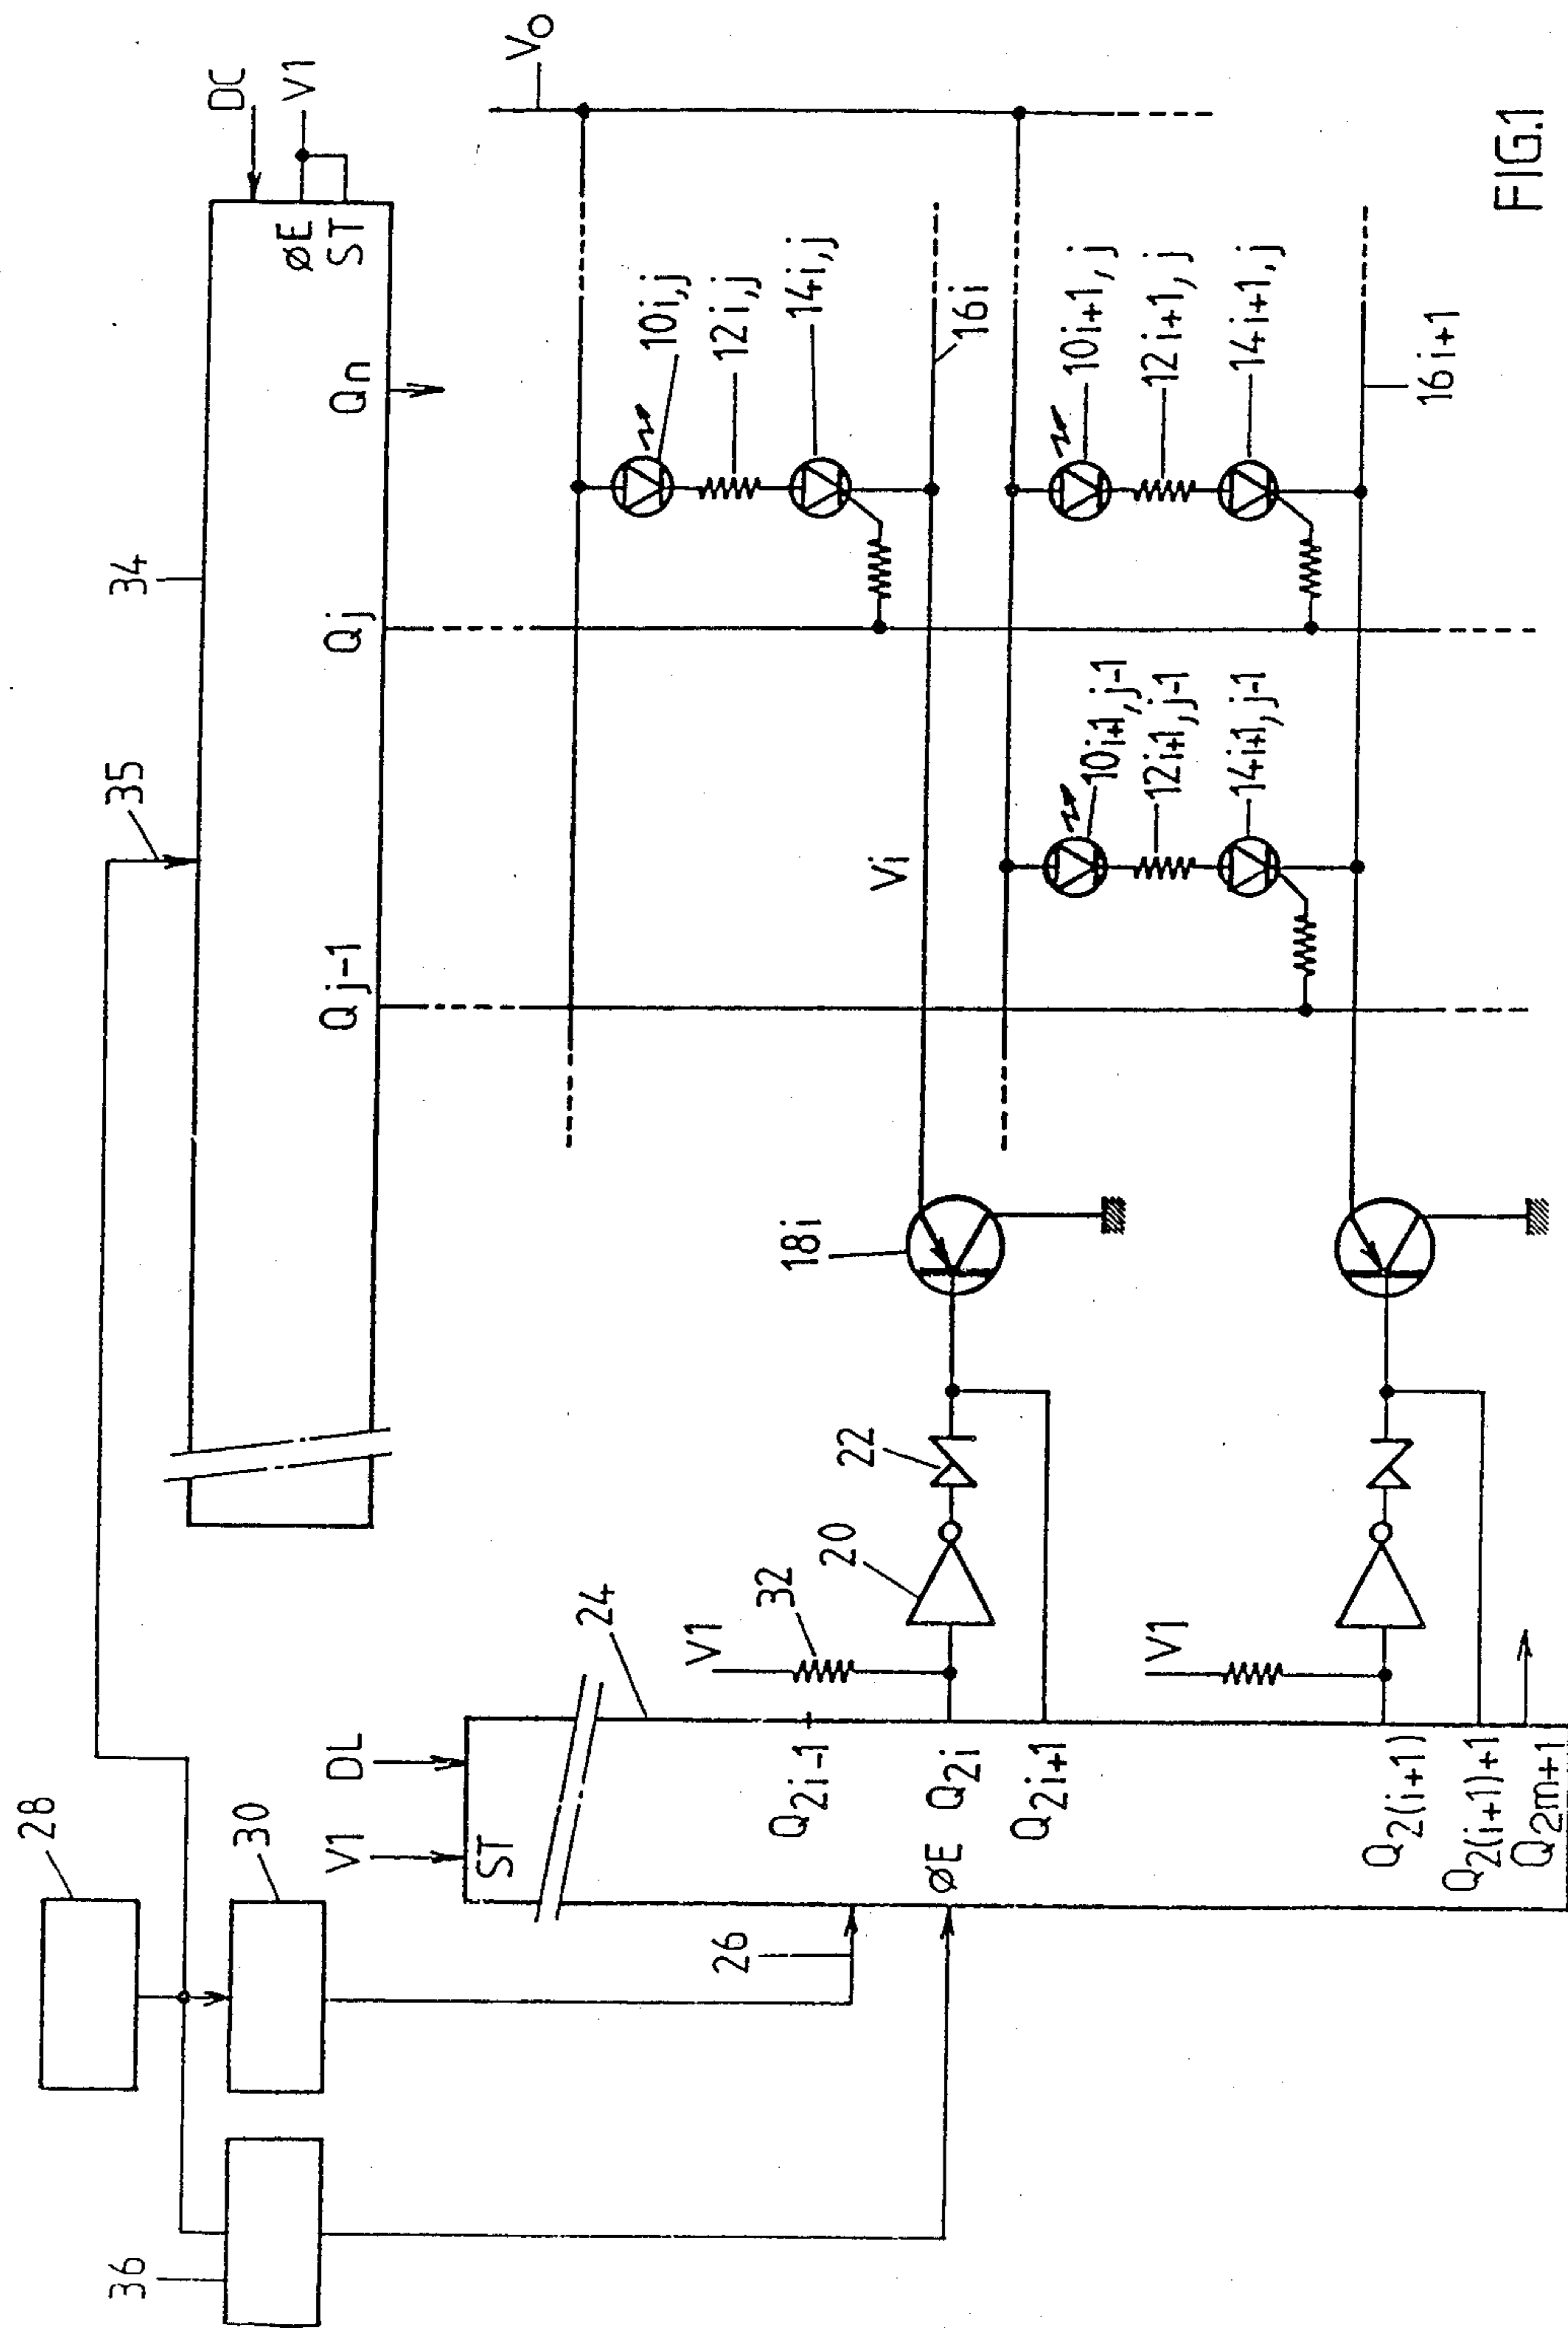 28
30
36
35
34
DC
V1
ØE
ST
Qj-1
Qj
Qn
V1
DL
ST
24
26
ØE
Q2i-1
Q2i
Q2i+1
Q2(i+1)
Q2(i+1)+1
Q2m+1
V1
32
20
22
18i
Vi
V1
VO
10i,j
12i,j
14i,j
16i
10i+1,j-1
12i+1,j-1
14i+1,j-1
10i+1,j
12i+1,j
14i+1,j
16i+1
FIG.1